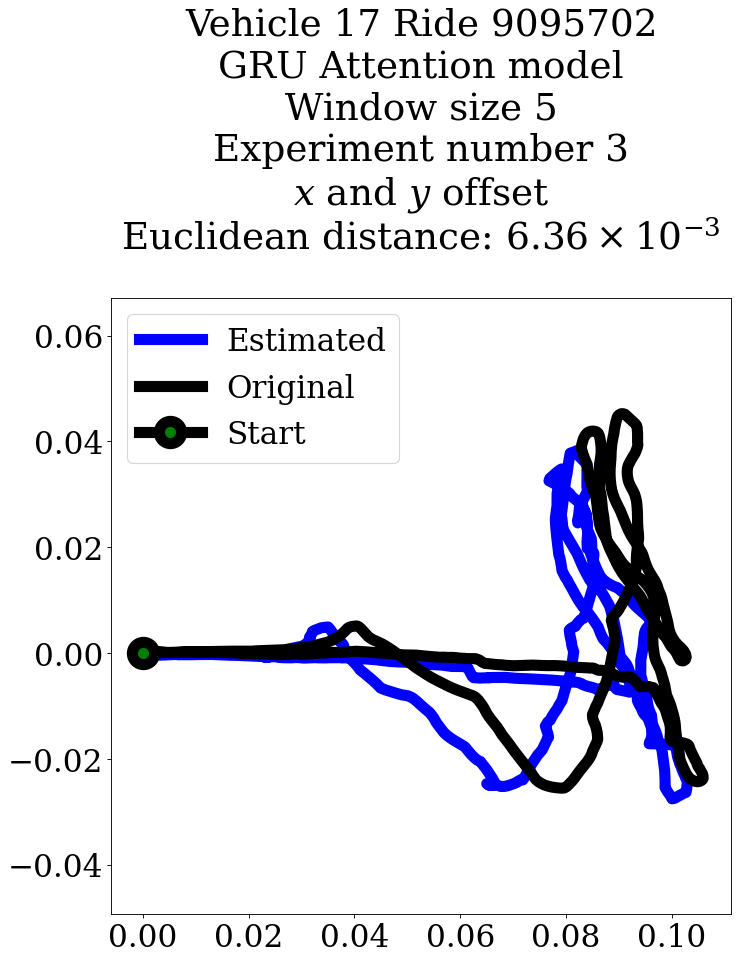 Vehicle 17 Ride 9095702
GRU Attention model
Window size 5
Experiment number 3
x and y offset
Euclidean distance: 6.36 × 10⁻³
Estimated
Original
Start
0.06
0.04
0.02
0.00
−0.02
−0.04
0.00 0.02 0.04 0.06 0.08 0.10